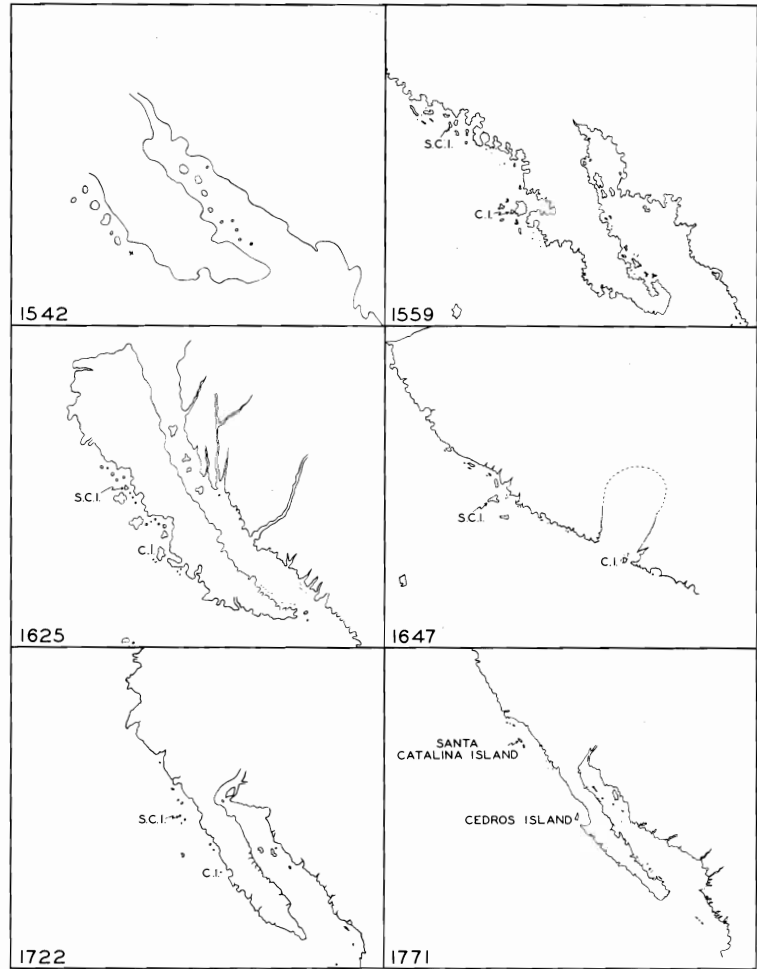 1542
S.C.I.
C.I.
1559
S.C.I.
C.I.
1625
S.C.I.
C.I.
1647
S.C.I.
C.I.
1722
SANTA
CATALINA ISLAND
CEDROS ISLAND
1771